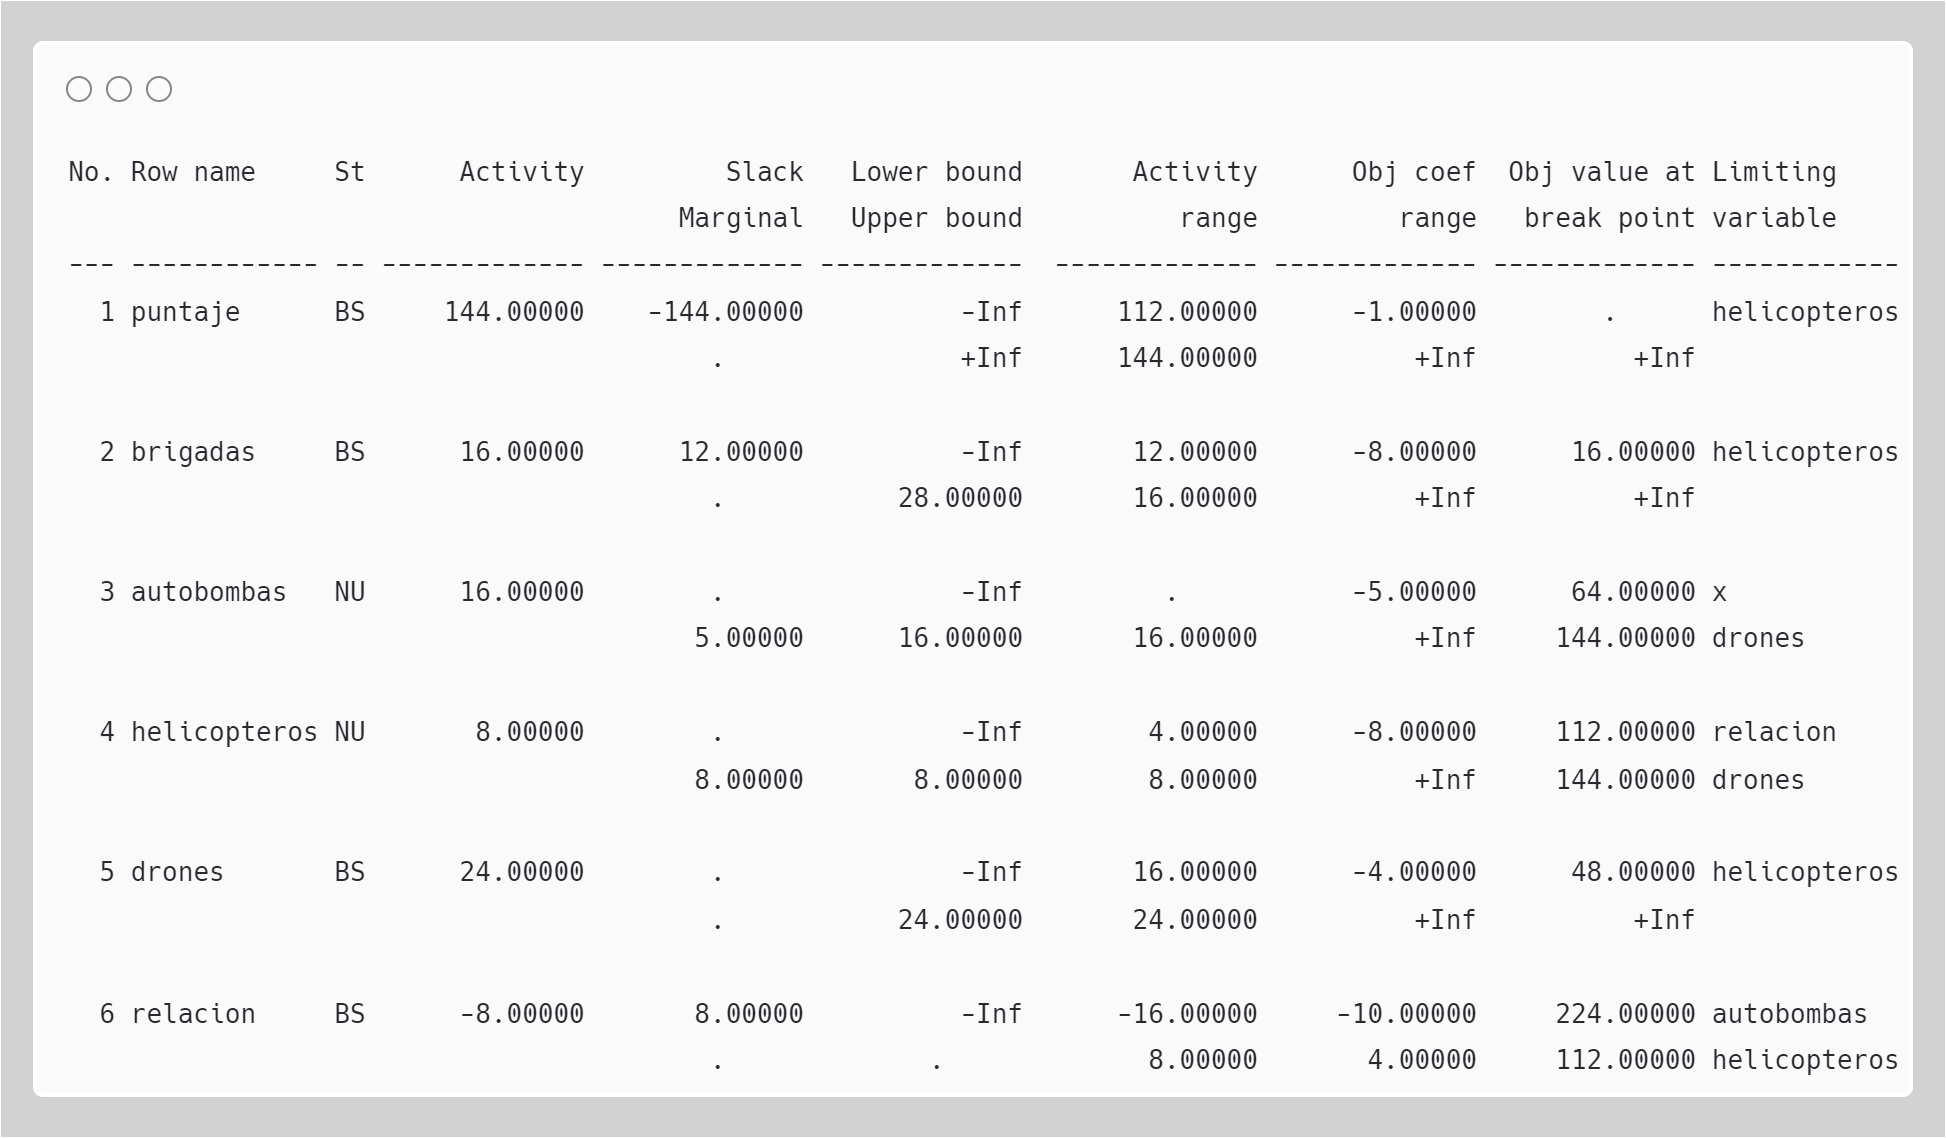 No. Row name     St      Activity         Slack   Lower bound       Activity      Obj coef  Obj value at Limiting
                                       Marginal   Upper bound          range         range   break point variable
--- ------------ -- ------------- ------------- -------------  ------------- ------------- ------------- ------------
  1 puntaje      BS     144.00000    -144.00000          -Inf      112.00000      -1.00000        .      helicopteros
                                          .              +Inf      144.00000          +Inf          +Inf
  2 brigadas     BS      16.00000      12.00000          -Inf       12.00000      -8.00000      16.00000 helicopteros
                                          .          28.00000       16.00000          +Inf          +Inf
  3 autobombas   NU      16.00000        .               -Inf         .           -5.00000      64.00000 x
                                        5.00000      16.00000       16.00000          +Inf     144.00000 drones
  4 helicopteros NU       8.00000        .               -Inf        4.00000      -8.00000     112.00000 relacion
                                        8.00000       8.00000        8.00000          +Inf     144.00000 drones
  5 drones       BS      24.00000        .               -Inf       16.00000      -4.00000      48.00000 helicopteros
                                          .          24.00000       24.00000          +Inf          +Inf
  6 relacion     BS      -8.00000       8.00000          -Inf      -16.00000     -10.00000     224.00000 autobombas
                                          .             .            8.00000       4.00000     112.00000 helicopteros